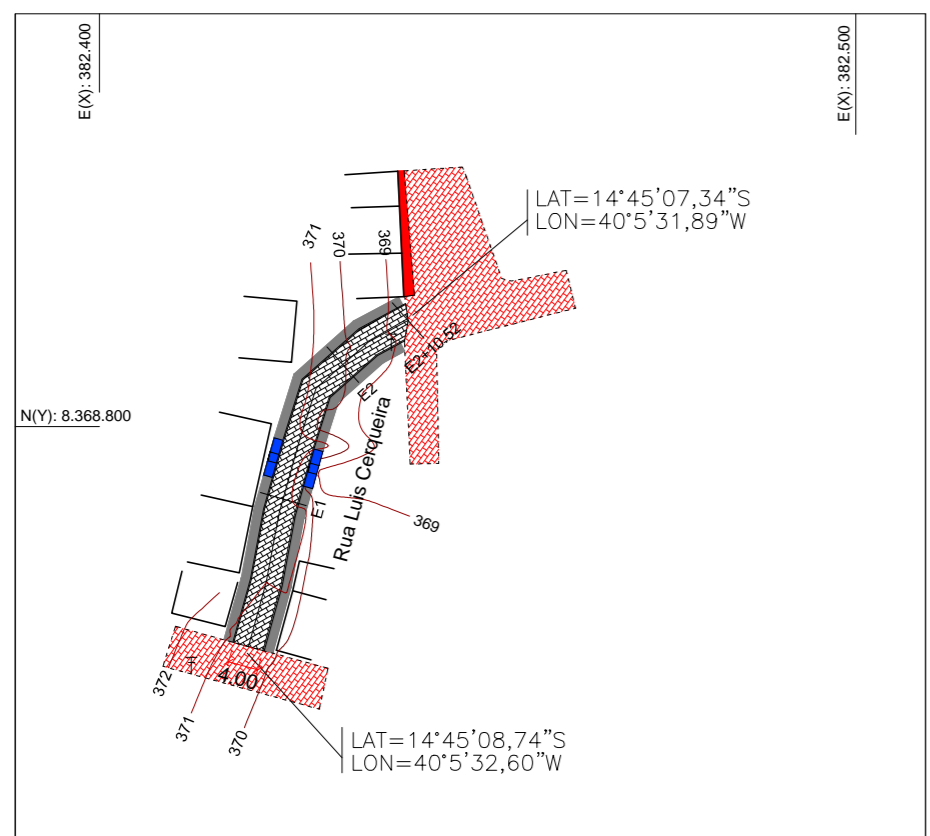 E(X): 382.400
E(X): 382.500
LAT=14°45'07,34"S
LON=40°5'31,89"W
371
370
369
E2+10.52
E2
N(Y): 8.368.800
Rua Luis Cerqueira
E1
369
372
4.00
371
370
LAT=14°45'08,74"S
LON=40°5'32,60"W